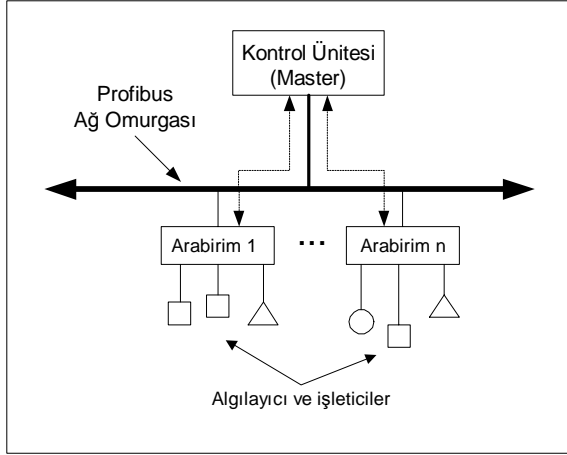 Kontrol Ünitesi
(Master)
Profibus
Ağ Omurgası
Arabirim 1
...
Arabirim n
Algılayıcı ve işleticiler